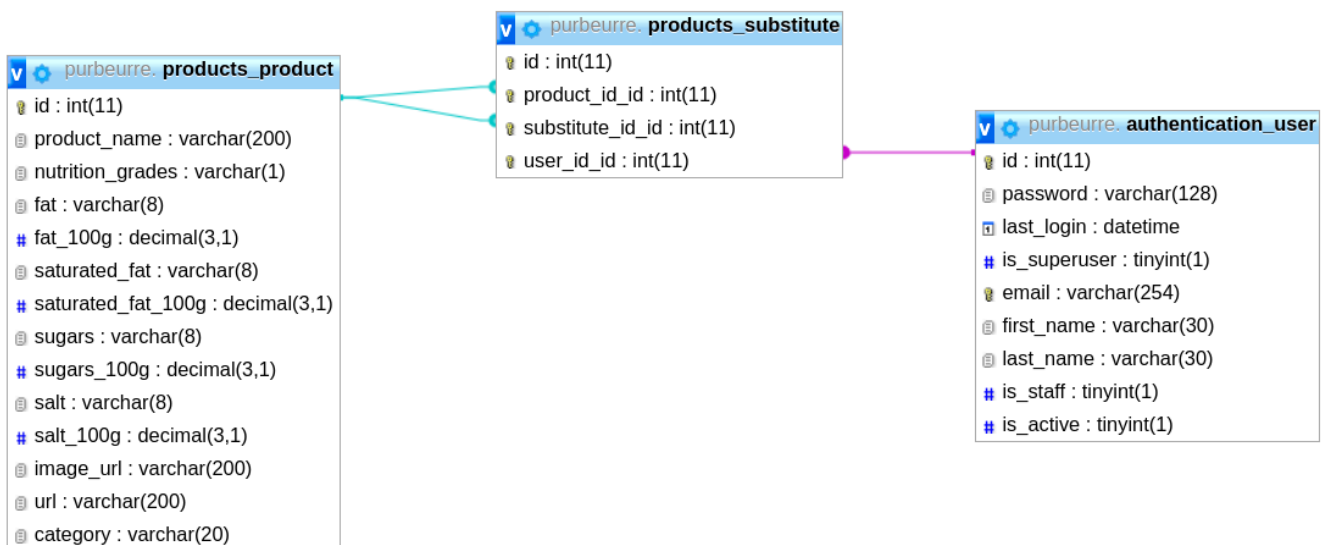 v purbeurre. products_product
id : int(11)
product_name : varchar(200)
nutrition_grades : varchar(1)
fat : varchar(8)
# fat_100g : decimal(3,1)
saturated_fat : varchar(8)
# saturated_fat_100g : decimal(3,1)
sugars : varchar(8)
# sugars_100g : decimal(3,1)
salt : varchar(8)
# salt_100g : decimal(3,1)
image_url : varchar(200)
url : varchar(200)
category : varchar(20)
v purbeurre. products_substitute
id : int(11)
product_id_id : int(11)
substitute_id_id : int(11)
user_id_id : int(11)
v purbeurre. authentication_user
id : int(11)
password : varchar(128)
last_login : datetime
# is_superuser : tinyint(1)
email : varchar(254)
first_name : varchar(30)
last_name : varchar(30)
# is_staff : tinyint(1)
# is_active : tinyint(1)